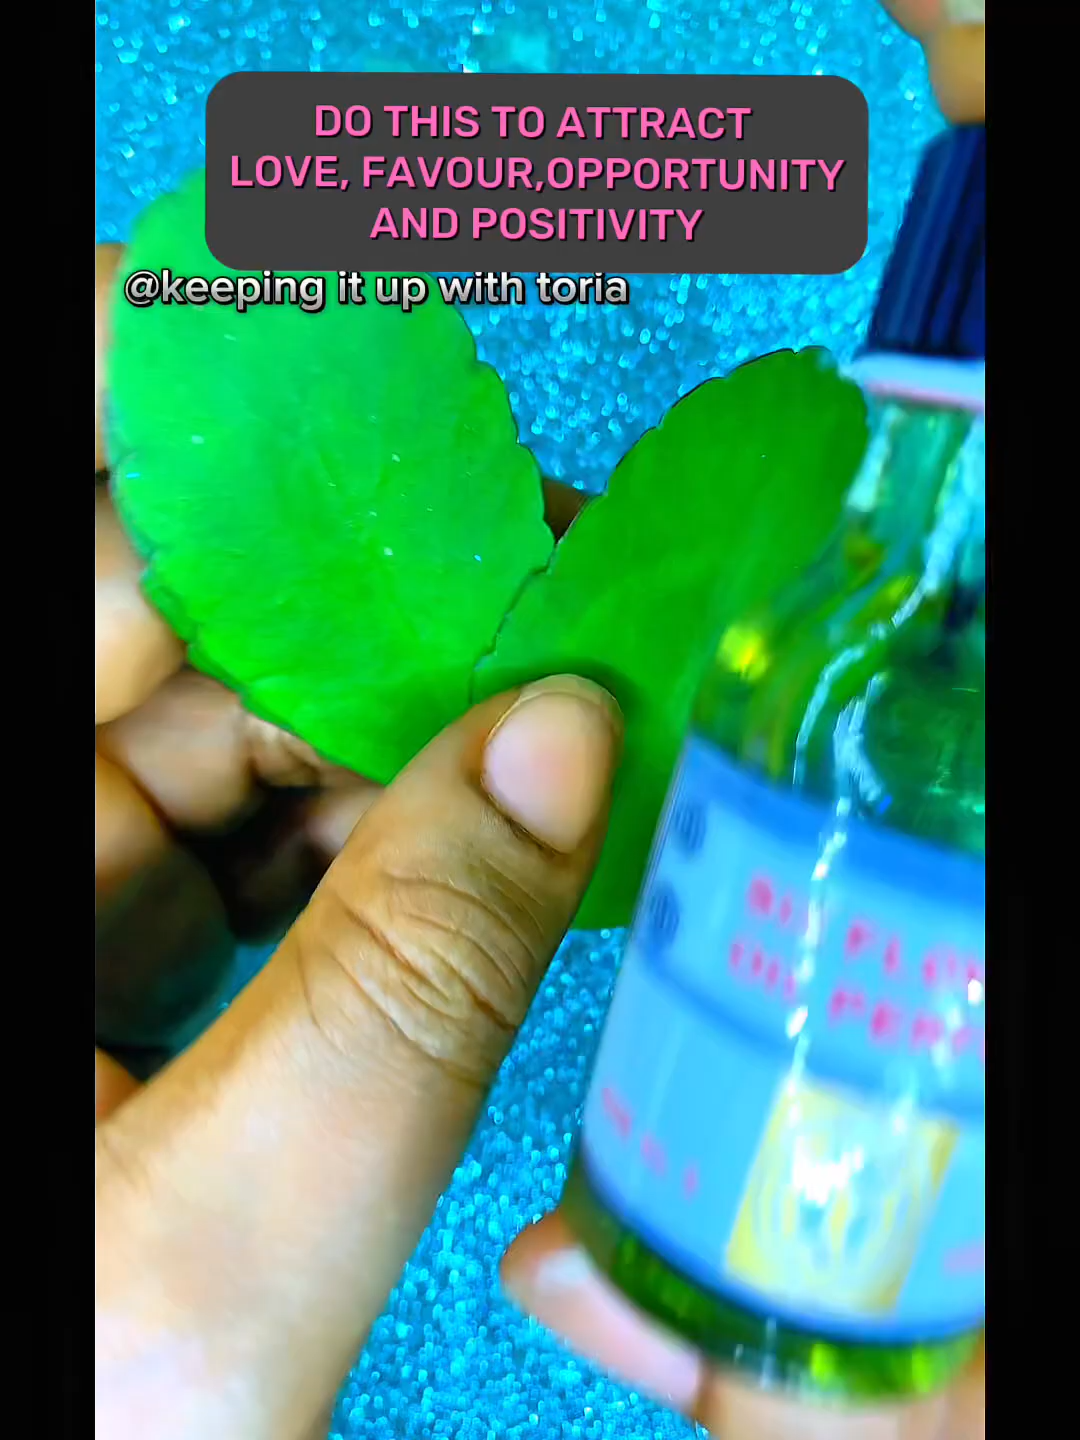 DO THIS TO ATTRACT
LOVE, FAVOUR,OPPORTUNITY
AND POSITIVITY
@keeping it up with toria